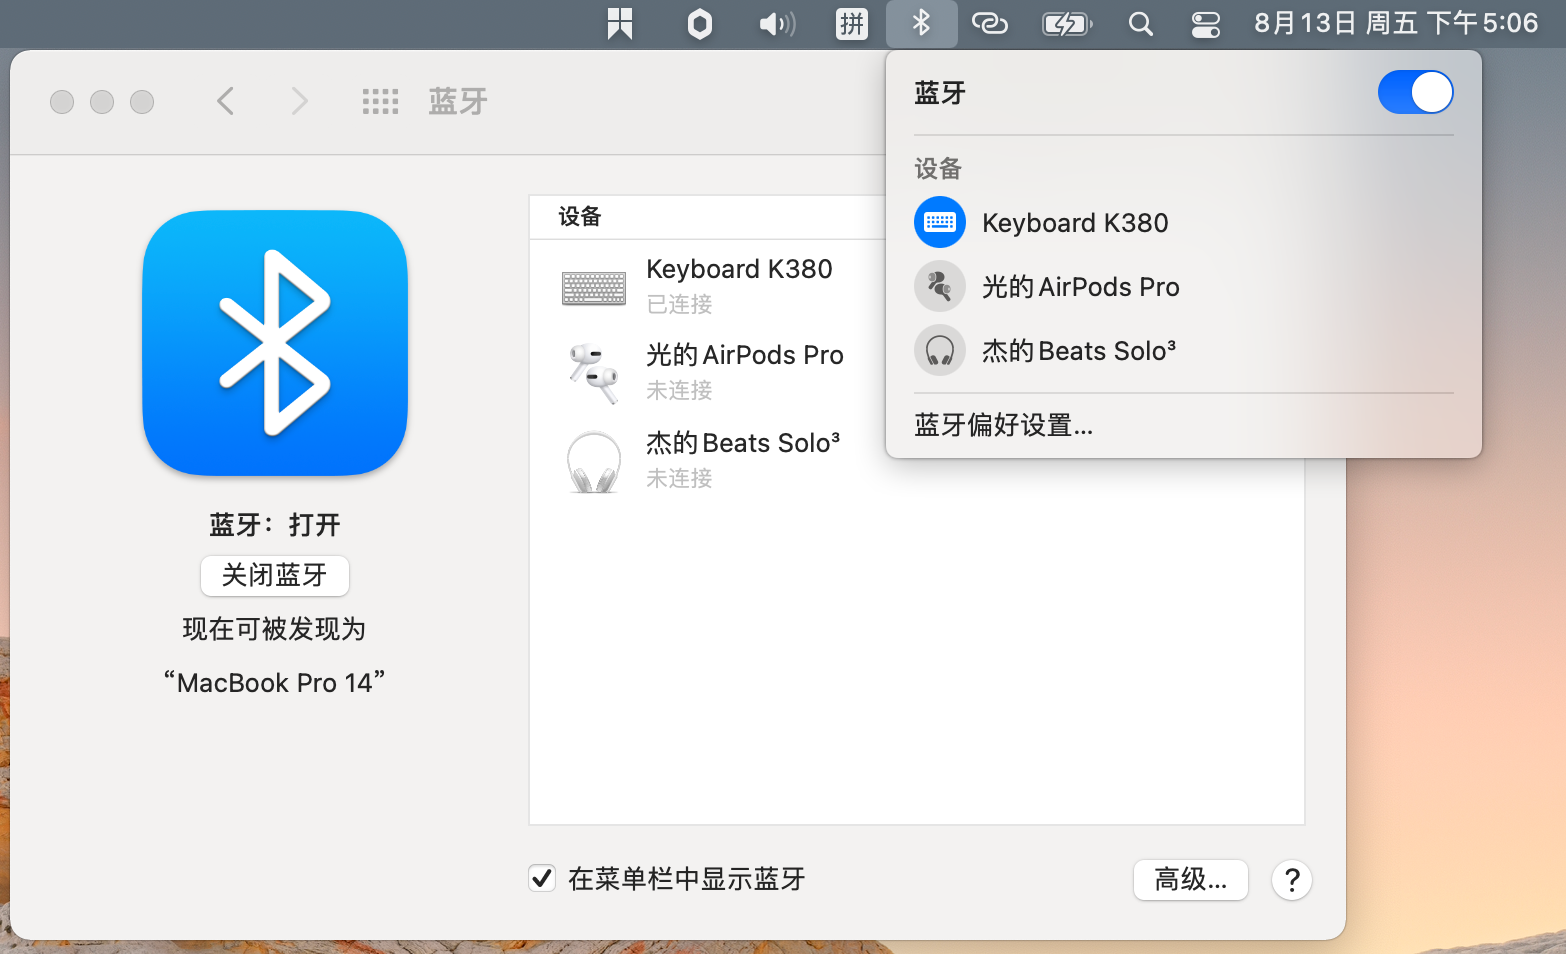 拼
8月13日 周五 下午5:06
蓝牙
蓝牙
设备
Keyboard K380
光的AirPods Pro
杰的Beats Solo³
蓝牙偏好设置...
设备
Keyboard K380
已连接
光的AirPods Pro
未连接
杰的Beats Solo³
未连接
蓝牙：打开
关闭蓝牙
现在可被发现为
“MacBook Pro 14”
在菜单栏中显示蓝牙
高级...
?